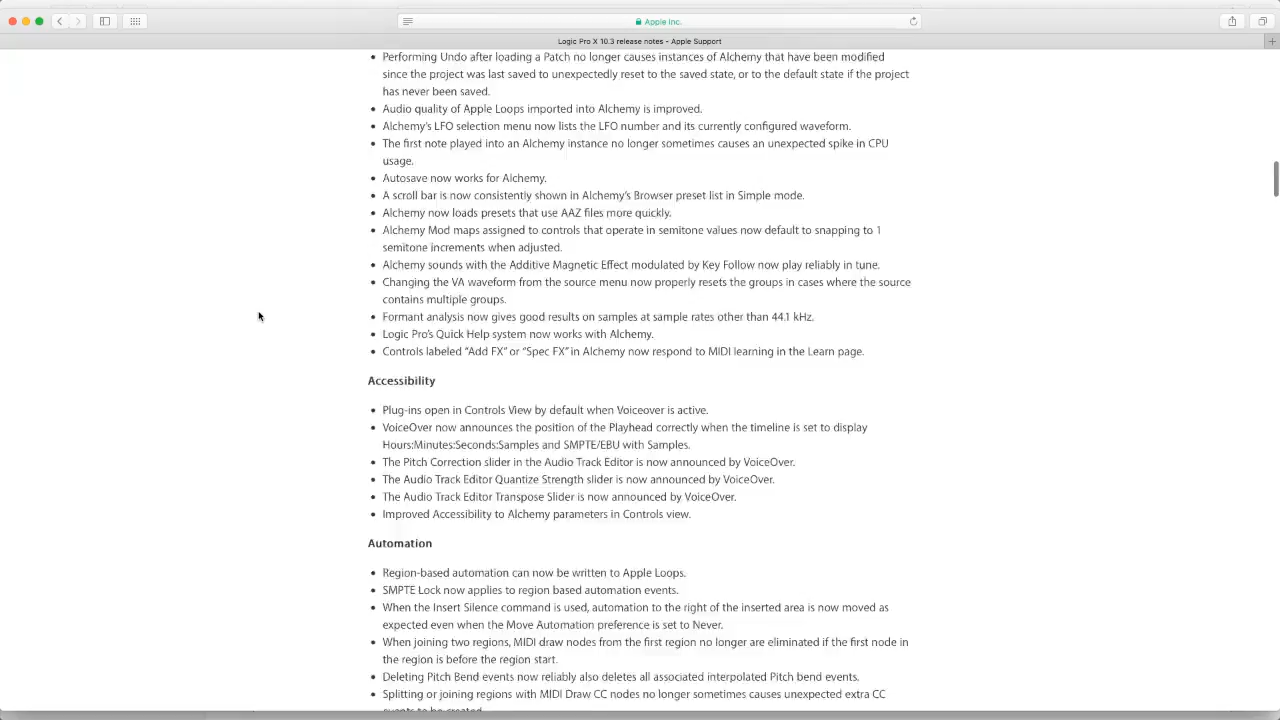 Apple Inc.
Logic Pro X 10.3 release notes - Apple Support
• Performing Undo after loading a Patch no longer causes instances of Alchemy that have been modified
since the project was last saved to unexpectedly reset to the saved state, or to the default state if the project
has never been saved.
• Audio quality of Apple Loops imported into Alchemy is improved.
• Alchemy's LFO selection menu now lists the LFO number and its currently configured waveform.
• The first note played into an Alchemy instance no longer sometimes causes an unexpected spike in CPU
usage.
• Autosave now works for Alchemy.
• A scroll bar is now consistently shown in Alchemy's Browser preset list in Simple mode.
• Alchemy now loads presets that use AAZ files more quickly.
• Alchemy Mod maps assigned to controls that operate in semitone values now default to snapping to 1
semitone increments when adjusted.
• Alchemy sounds with the Additive Magnetic Effect modulated by Key Follow now play reliably in tune.
• Changing the VA waveform from the source menu now properly resets the groups in cases where the source
contains multiple groups.
• Formant analysis now gives good results on samples at sample rates other than 44.1 kHz.
• Logic Pro's Quick Help system now works with Alchemy.
• Controls labeled "Add FX" or "Spec FX" in Alchemy now respond to MIDI learning in the Learn page.
Accessibility
• Plug-ins open in Controls View by default when Voiceover is active.
• VoiceOver now announces the position of the Playhead correctly when the timeline is set to display
Hours:Minutes:Seconds:Samples and SMPTE/EBU with Samples.
• The Pitch Correction slider in the Audio Track Editor is now announced by VoiceOver.
• The Audio Track Editor Quantize Strength slider is now announced by VoiceOver.
• The Audio Track Editor Transpose Slider is now announced by VoiceOver.
• Improved Accessibility to Alchemy parameters in Controls view.
Automation
• Region-based automation can now be written to Apple Loops.
• SMPTE Lock now applies to region based automation events.
• When the Insert Silence command is used, automation to the right of the inserted area is now moved as
expected even when the Move Automation preference is set to Never.
• When joining two regions, MIDI draw nodes from the first region no longer are eliminated if the first node in
the region is before the region start.
• Deleting Pitch Bend events now reliably also deletes all associated interpolated Pitch bend events.
• Splitting or joining regions with MIDI Draw CC nodes no longer sometimes causes unexpected extra CC
events to be created.